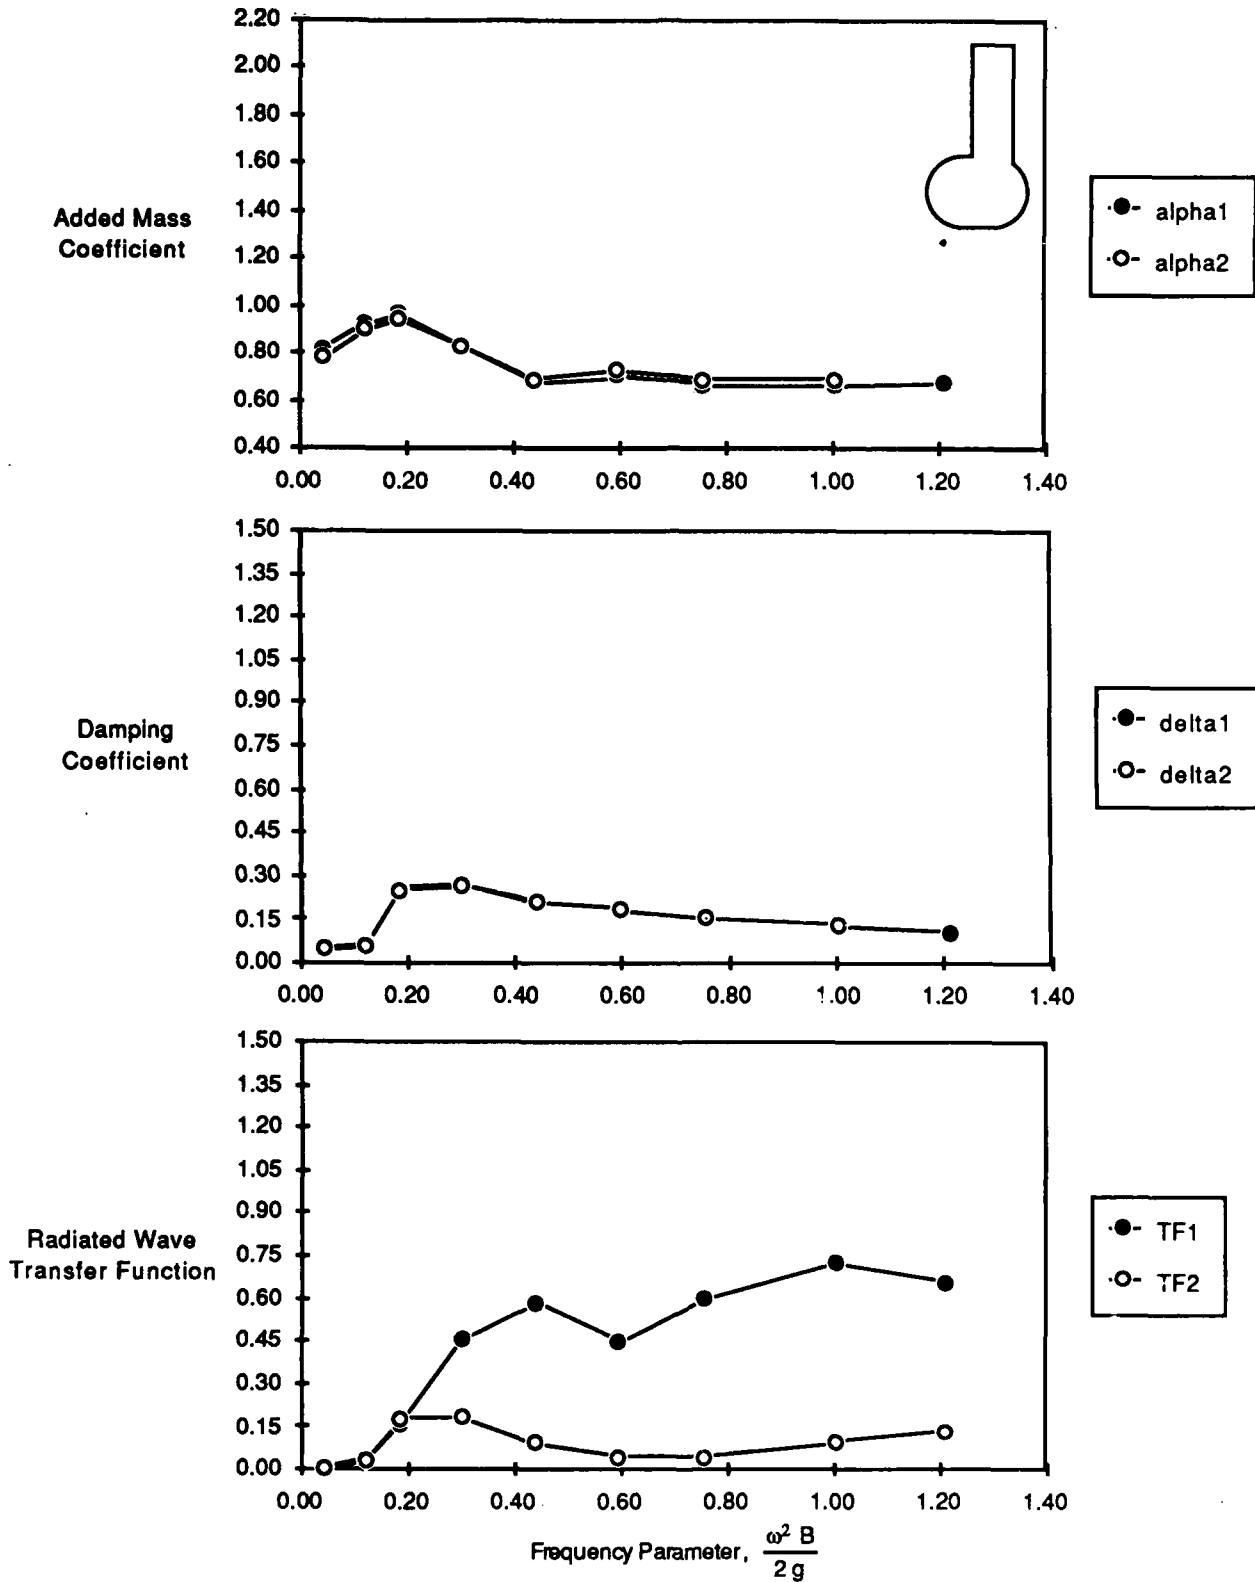 2.20
2.00
1.80
1.60
1.40
1.20
1.00
0.80
0.60
0.40
Added Mass
Coefficient
0.00 0.20 0.40 0.60 0.80 1.00 1.20 1.40
alpha1
alpha2
1.50
1.35
1.20
1.05
0.90
0.75
0.60
0.45
0.30
0.15
0.00
Damping
Coefficient
0.00 0.20 0.40 0.60 0.80 1.00 1.20 1.40
delta1
delta2
1.50
1.35
1.20
1.05
0.90
0.75
0.60
0.45
0.30
0.15
0.00
Radiated Wave
Transfer Function
0.00 0.20 0.40 0.60 0.80 1.00 1.20 1.40
TF1
TF2
Frequency Parameter, ω² B
2 g